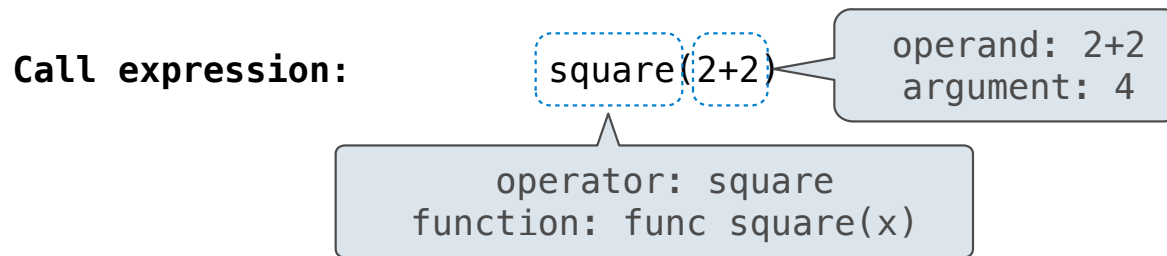 Call expression: square(2+2)
operand: 2+2
argument: 4
operator: square
function: func square(x)